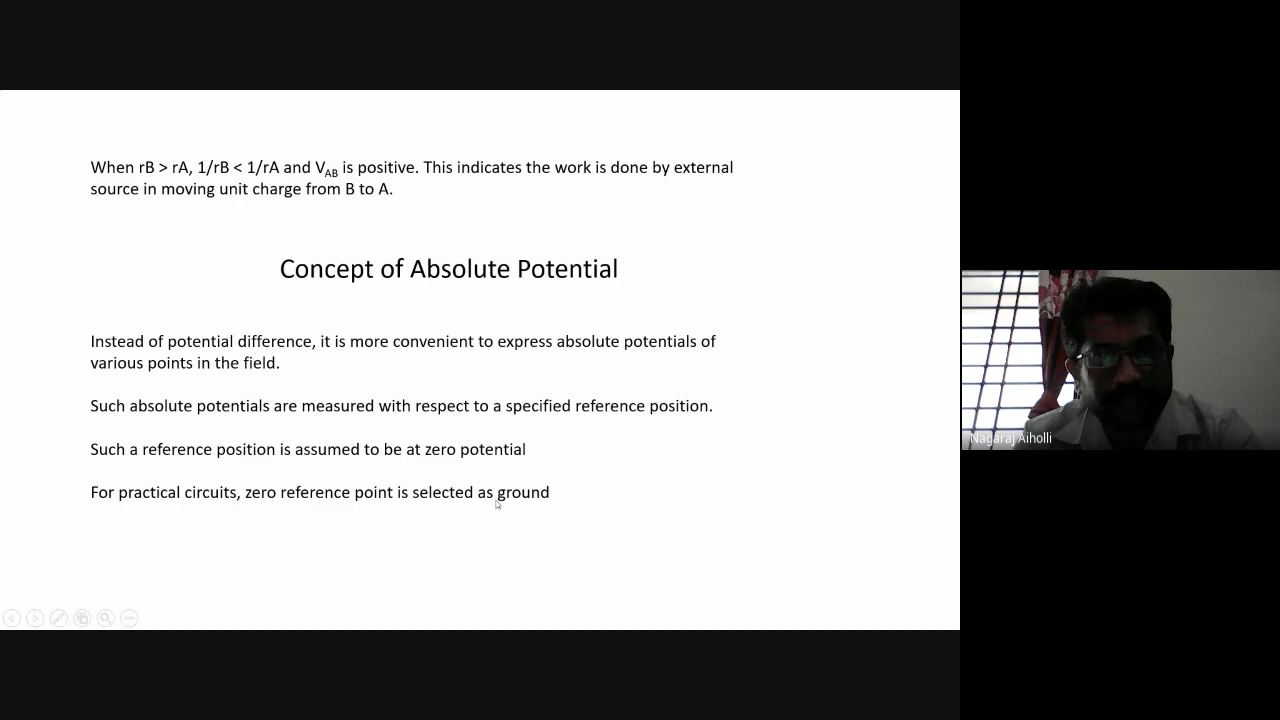 When rB > rA, 1/rB < 1/rA and VAB is positive. This indicates the work is done by external
source in moving unit charge from B to A.
Concept of Absolute Potential
Instead of potential difference, it is more convenient to express absolute potentials of
various points in the field.
Such absolute potentials are measured with respect to a specified reference position.
Such a reference position is assumed to be at zero potential
For practical circuits, zero reference point is selected as ground
Nagaraj Aiholli